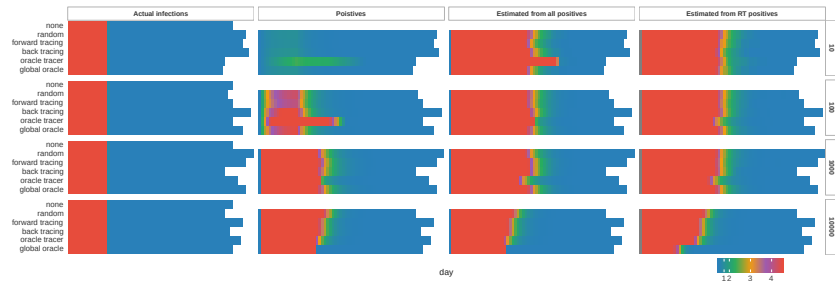 Actual infections
Poistives
Estimated from all positives
Estimated from RT positives
none
random
forward tracing
back tracing
oracle tracer
global oracle
10
none
random
forward tracing
back tracing
oracle tracer
global oracle
100
none
random
forward tracing
back tracing
oracle tracer
global oracle
1000
none
random
forward tracing
back tracing
oracle tracer
global oracle
10000
day
1 2 3 4